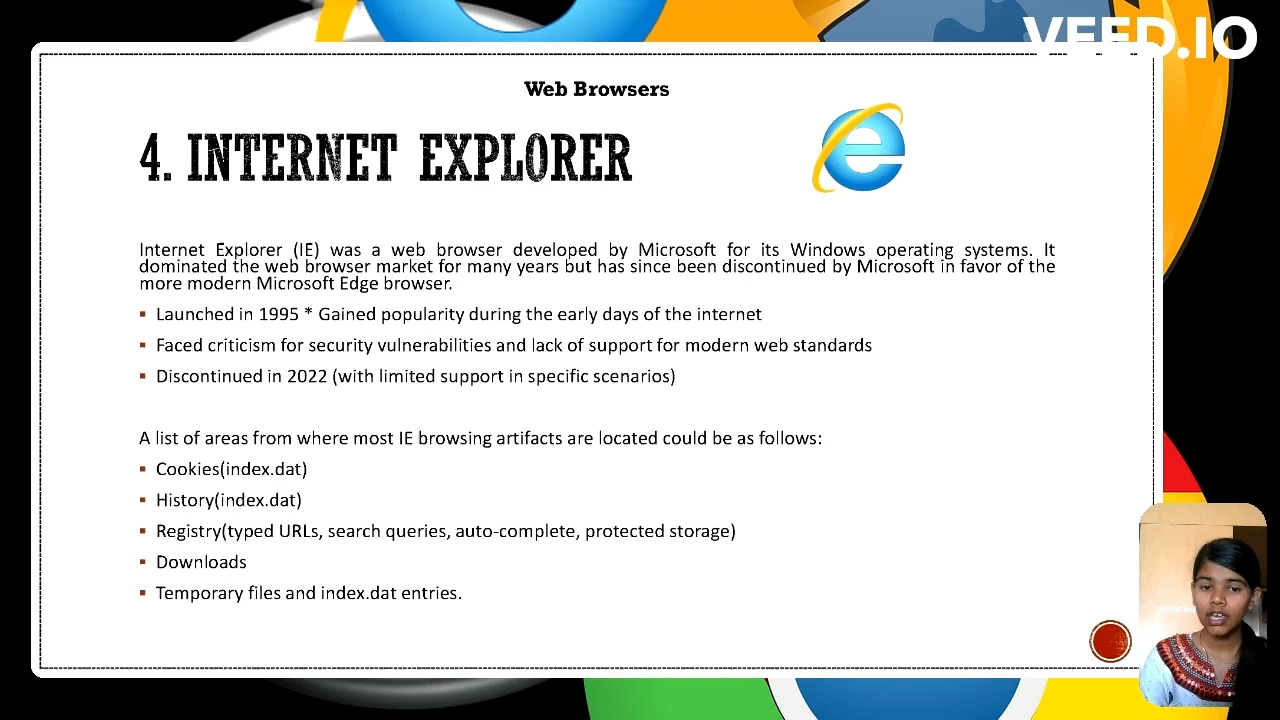 VEED.IO
Web Browsers
4. INTERNET EXPLORER
Internet Explorer (IE) was a web browser developed by Microsoft for its Windows operating systems. It
dominated the web browser market for many years but has since been discontinued by Microsoft in favor of the
more modern Microsoft Edge browser.
▪ Launched in 1995 * Gained popularity during the early days of the internet
▪ Faced criticism for security vulnerabilities and lack of support for modern web standards
▪ Discontinued in 2022 (with limited support in specific scenarios)
A list of areas from where most IE browsing artifacts are located could be as follows:
▪ Cookies(index.dat)
▪ History(index.dat)
▪ Registry(typed URLs, search queries, auto-complete, protected storage)
▪ Downloads
▪ Temporary files and index.dat entries.